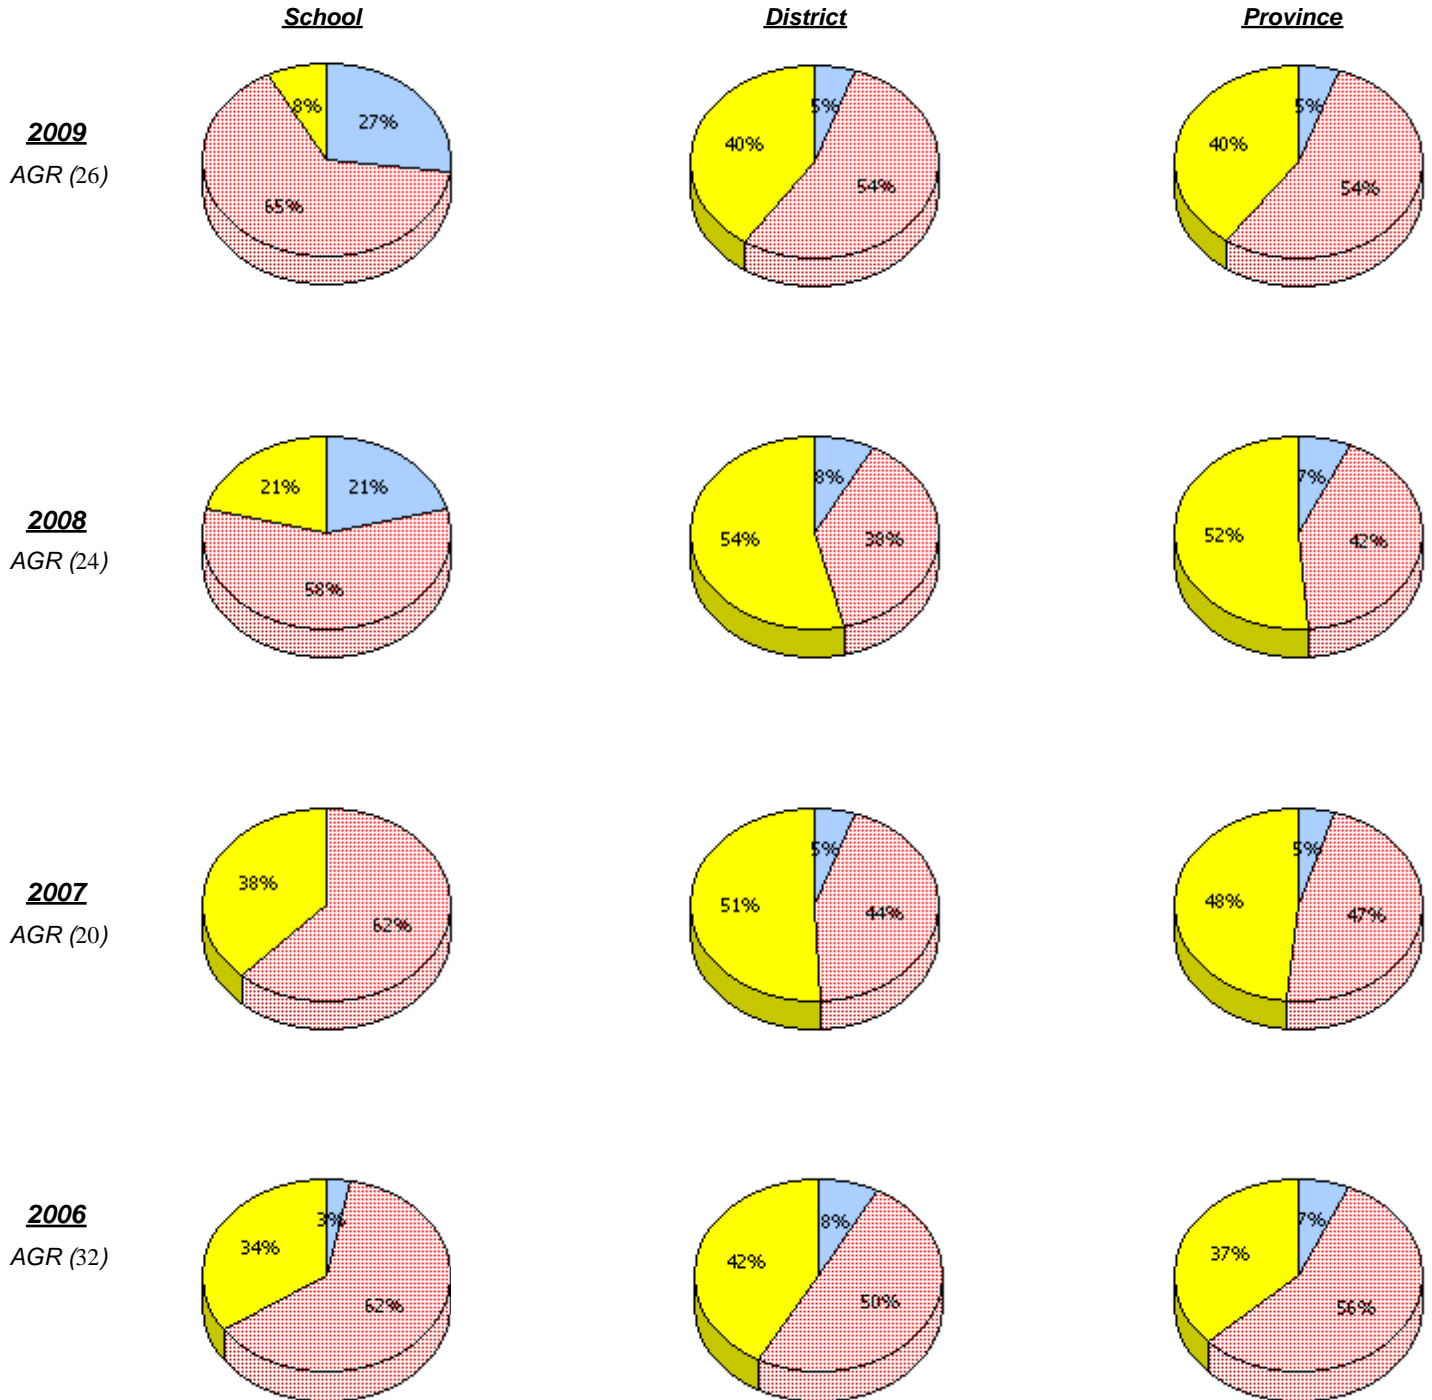 School District Province
2009
AGR (26)
8% 27% 65%
40% 5% 54%
40% 5% 54%
2008
AGR (24)
21% 21% 58%
54% 8% 38%
52% 7% 42%
2007
AGR (20)
38% 62%
51% 5% 44%
48% 5% 47%
2006
AGR (32)
34% 3% 62%
42% 8% 50%
37% 7% 56%